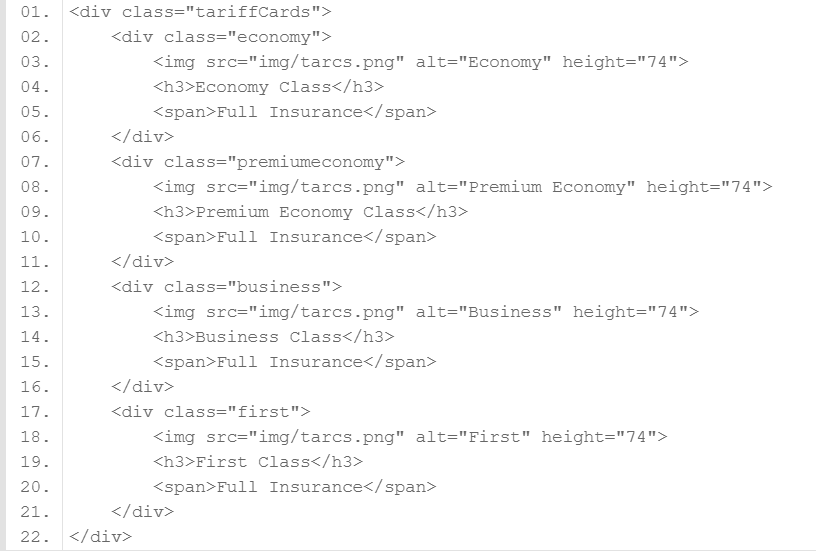 01. <div class="tariffCards">
02.     <div class="economy">
03.         <img src="img/tarcs.png" alt="Economy" height="74">
04.         <h3>Economy Class</h3>
05.         <span>Full Insurance</span>
06.     </div>
07.     <div class="premiumeconomy">
08.         <img src="img/tarcs.png" alt="Premium Economy" height="74">
09.         <h3>Premium Economy Class</h3>
10.         <span>Full Insurance</span>
11.     </div>
12.     <div class="business">
13.         <img src="img/tarcs.png" alt="Business" height="74">
14.         <h3>Business Class</h3>
15.         <span>Full Insurance</span>
16.     </div>
17.     <div class="first">
18.         <img src="img/tarcs.png" alt="First" height="74">
19.         <h3>First Class</h3>
20.         <span>Full Insurance</span>
21.     </div>
22. </div>